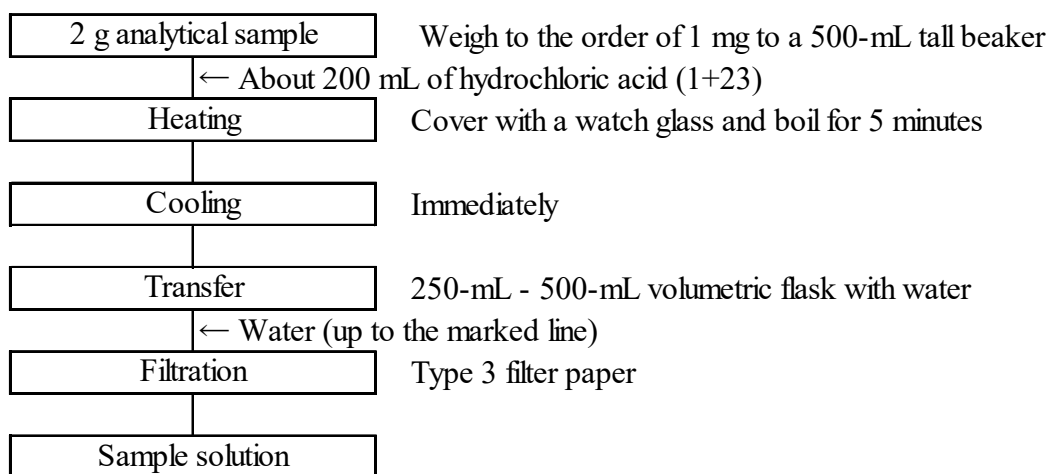 2 g analytical sample Weigh to the order of 1 mg to a 500-mL tall beaker
← About 200 mL of hydrochloric acid (1+23)
Heating Cover with a watch glass and boil for 5 minutes
Cooling Immediately
Transfer 250-mL - 500-mL volumetric flask with water
← Water (up to the marked line)
Filtration Type 3 filter paper
Sample solution